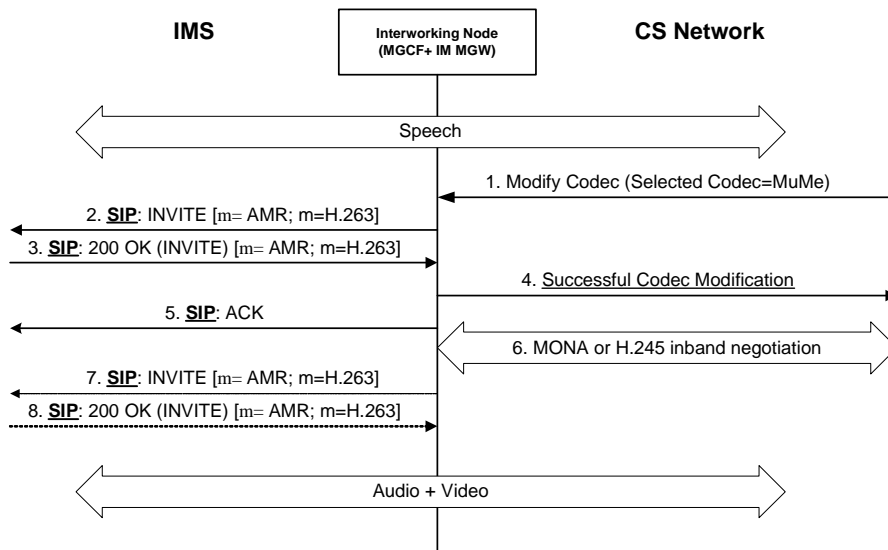 IMS
Interworking Node
(MGCF+ IM MGW)
CS Network
Speech
1. Modify Codec (Selected Codec=MuMe)
2. SIP: INVITE [m= AMR; m=H.263]
3. SIP: 200 OK (INVITE) [m= AMR; m=H.263]
4. Successful Codec Modification
5. SIP: ACK
6. MONA or H.245 inband negotiation
7. SIP: INVITE [m= AMR; m=H.263]
8. SIP: 200 OK (INVITE) [m= AMR; m=H.263]
Audio + Video